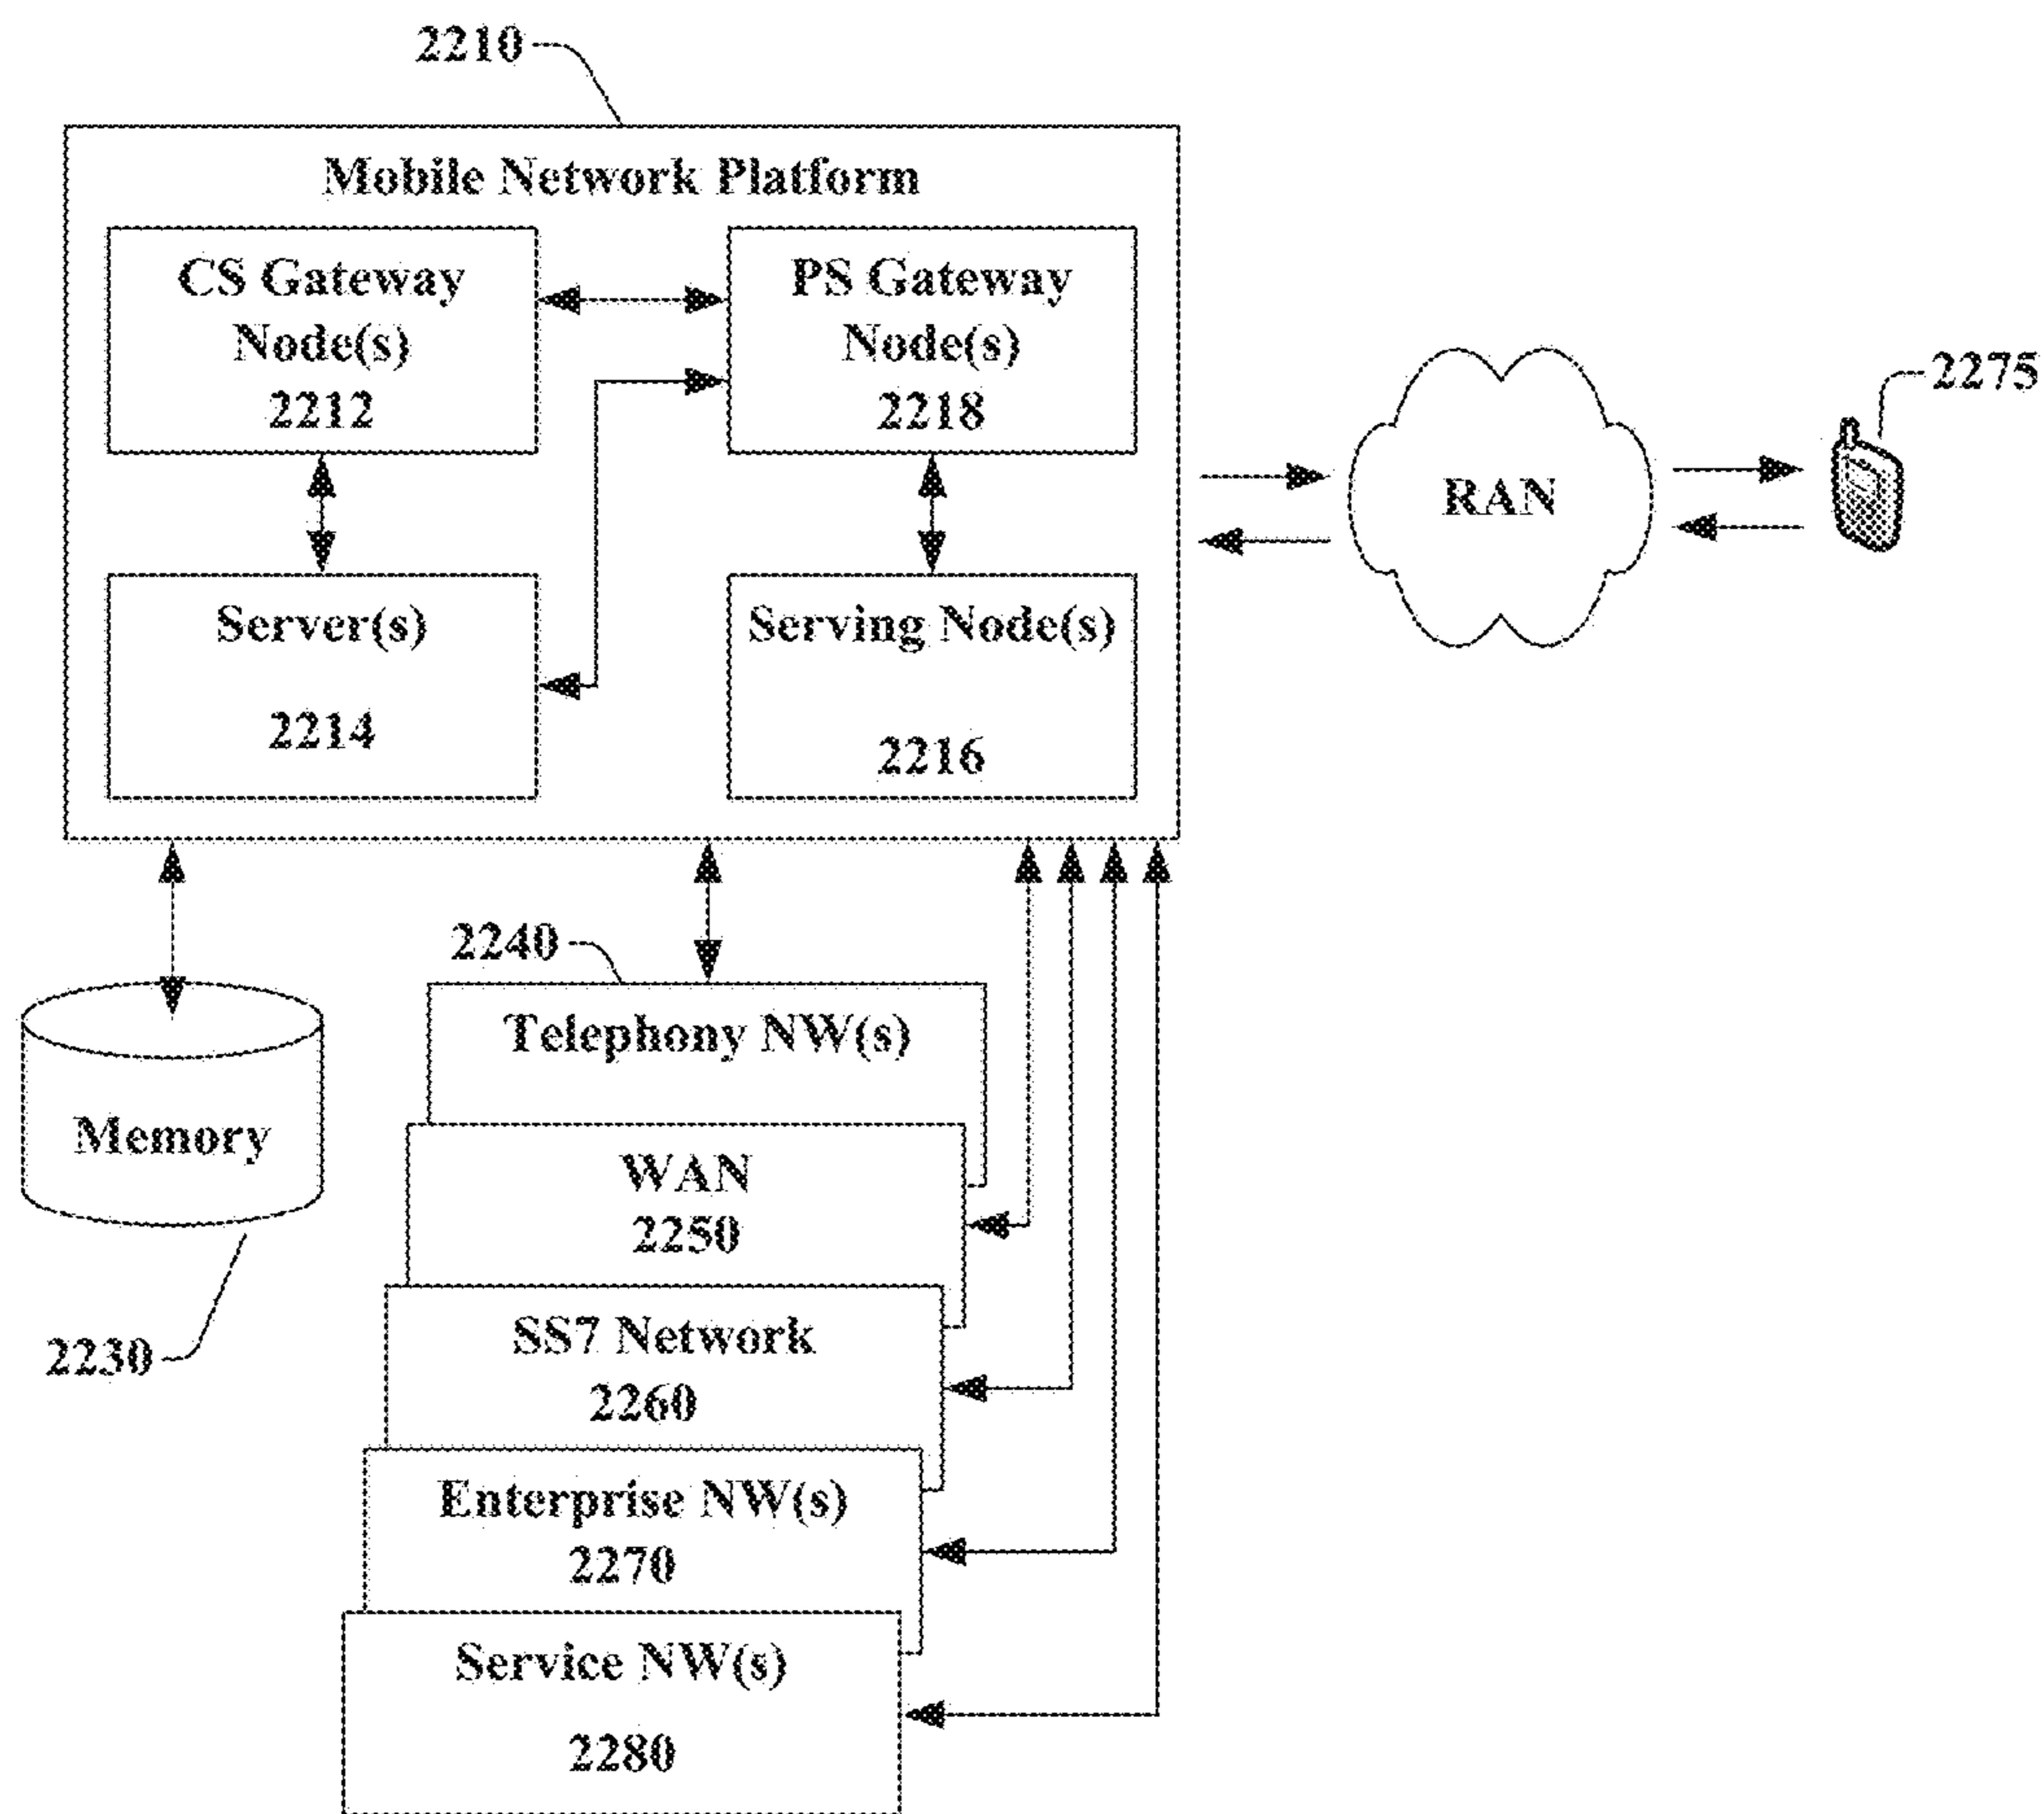 2210
Mobile Network Platform
CS Gateway
Node(s)
2212
PS Gateway
Node(s)
2218
Server(s)
2214
Serving Node(s)
2216
RAN
2275
2240
Telephony NW(s)
Memory
2230
WAN
2250
SS7 Network
2260
Enterprise NW(s)
2270
Service NW(s)
2280